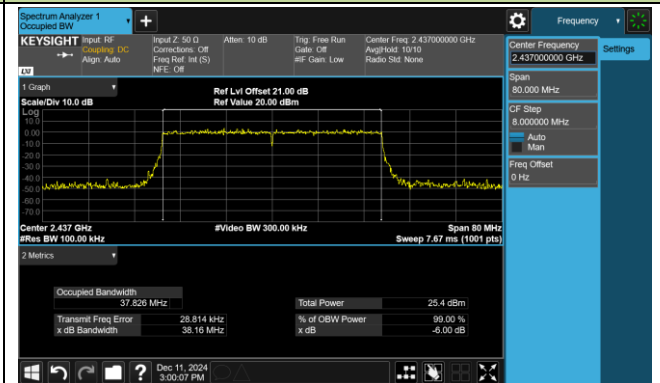 Spectrum Analyzer 1
Occupied BW
+
Frequency
KEYSIGHT
LXI
Input: RF
Coupling: DC
Align: Auto
Input Z: 50 Ω
Corrections: Off
Freq Ref: Int (S)
NFE: Off
Atten: 10 dB
Trig: Free Run
Gate: Off
#IF Gain: Low
Center Freq: 2.437000000 GHz
Avg|Hold: 10/10
Radio Std: None
Center Frequency
2.437000000 GHz
Settings
Span
80.000 MHz
CF Step
8.000000 MHz
Auto
Man
Freq Offset
0 Hz
1 Graph
Scale/Div 10.0 dB
Ref Lvl Offset 21.00 dB
Ref Value 20.00 dBm
Log
10.0
0.00
-10.0
-20.0
-30.0
-40.0
-50.0
-60.0
-70.0
Center 2.437 GHz
#Video BW 300.00 kHz
Span 80 MHz
#Res BW 100.00 kHz
Sweep 7.67 ms (1001 pts)
2 Metrics
Occupied Bandwidth
37.826 MHz
Total Power 25.4 dBm
Transmit Freq Error 28.814 kHz
% of OBW Power 99.00 %
x dB Bandwidth 38.16 MHz
x dB -6.00 dB
?
Dec 11, 2024
3:00:07 PM